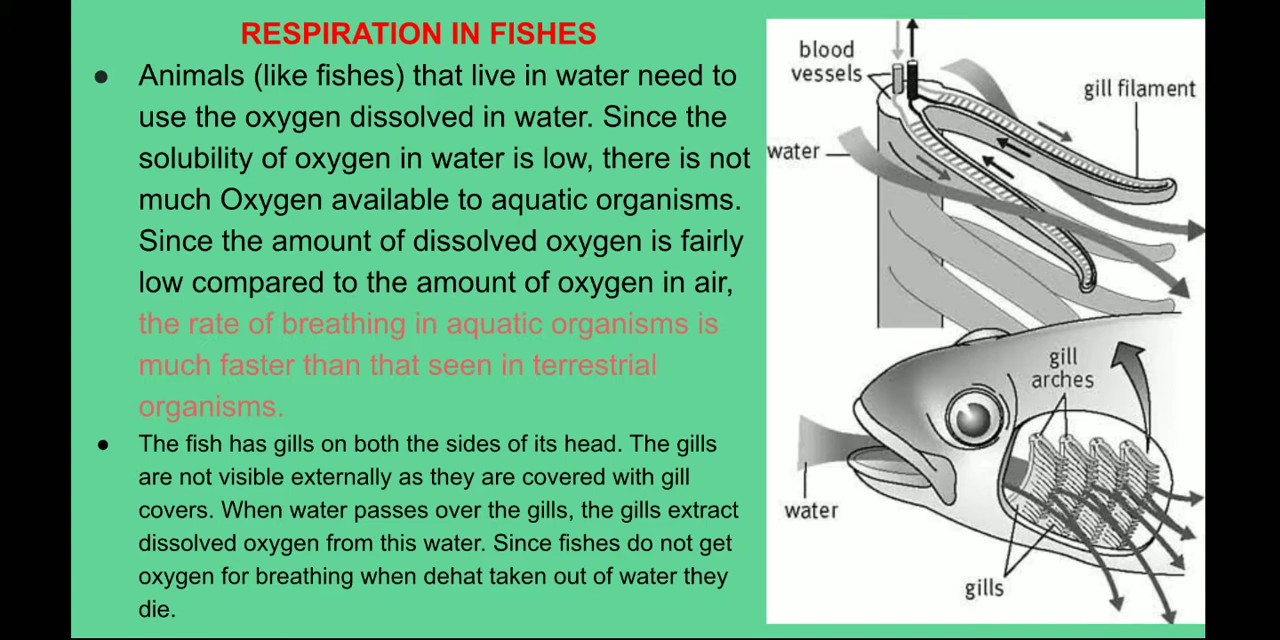 RESPIRATION IN FISHES
● Animals (like fishes) that live in water need to
use the oxygen dissolved in water. Since the
solubility of oxygen in water is low, there is not
much Oxygen available to aquatic organisms.
Since the amount of dissolved oxygen is fairly
low compared to the amount of oxygen in air,
the rate of breathing in aquatic organisms is
much faster than that seen in terrestrial
organisms.
● The fish has gills on both the sides of its head. The gills
are not visible externally as they are covered with gill
covers. When water passes over the gills, the gills extract
dissolved oxygen from this water. Since fishes do not get
oxygen for breathing when dehat taken out of water they
die.
blood
vessels
gill filament
water
gill
arches
water
gills